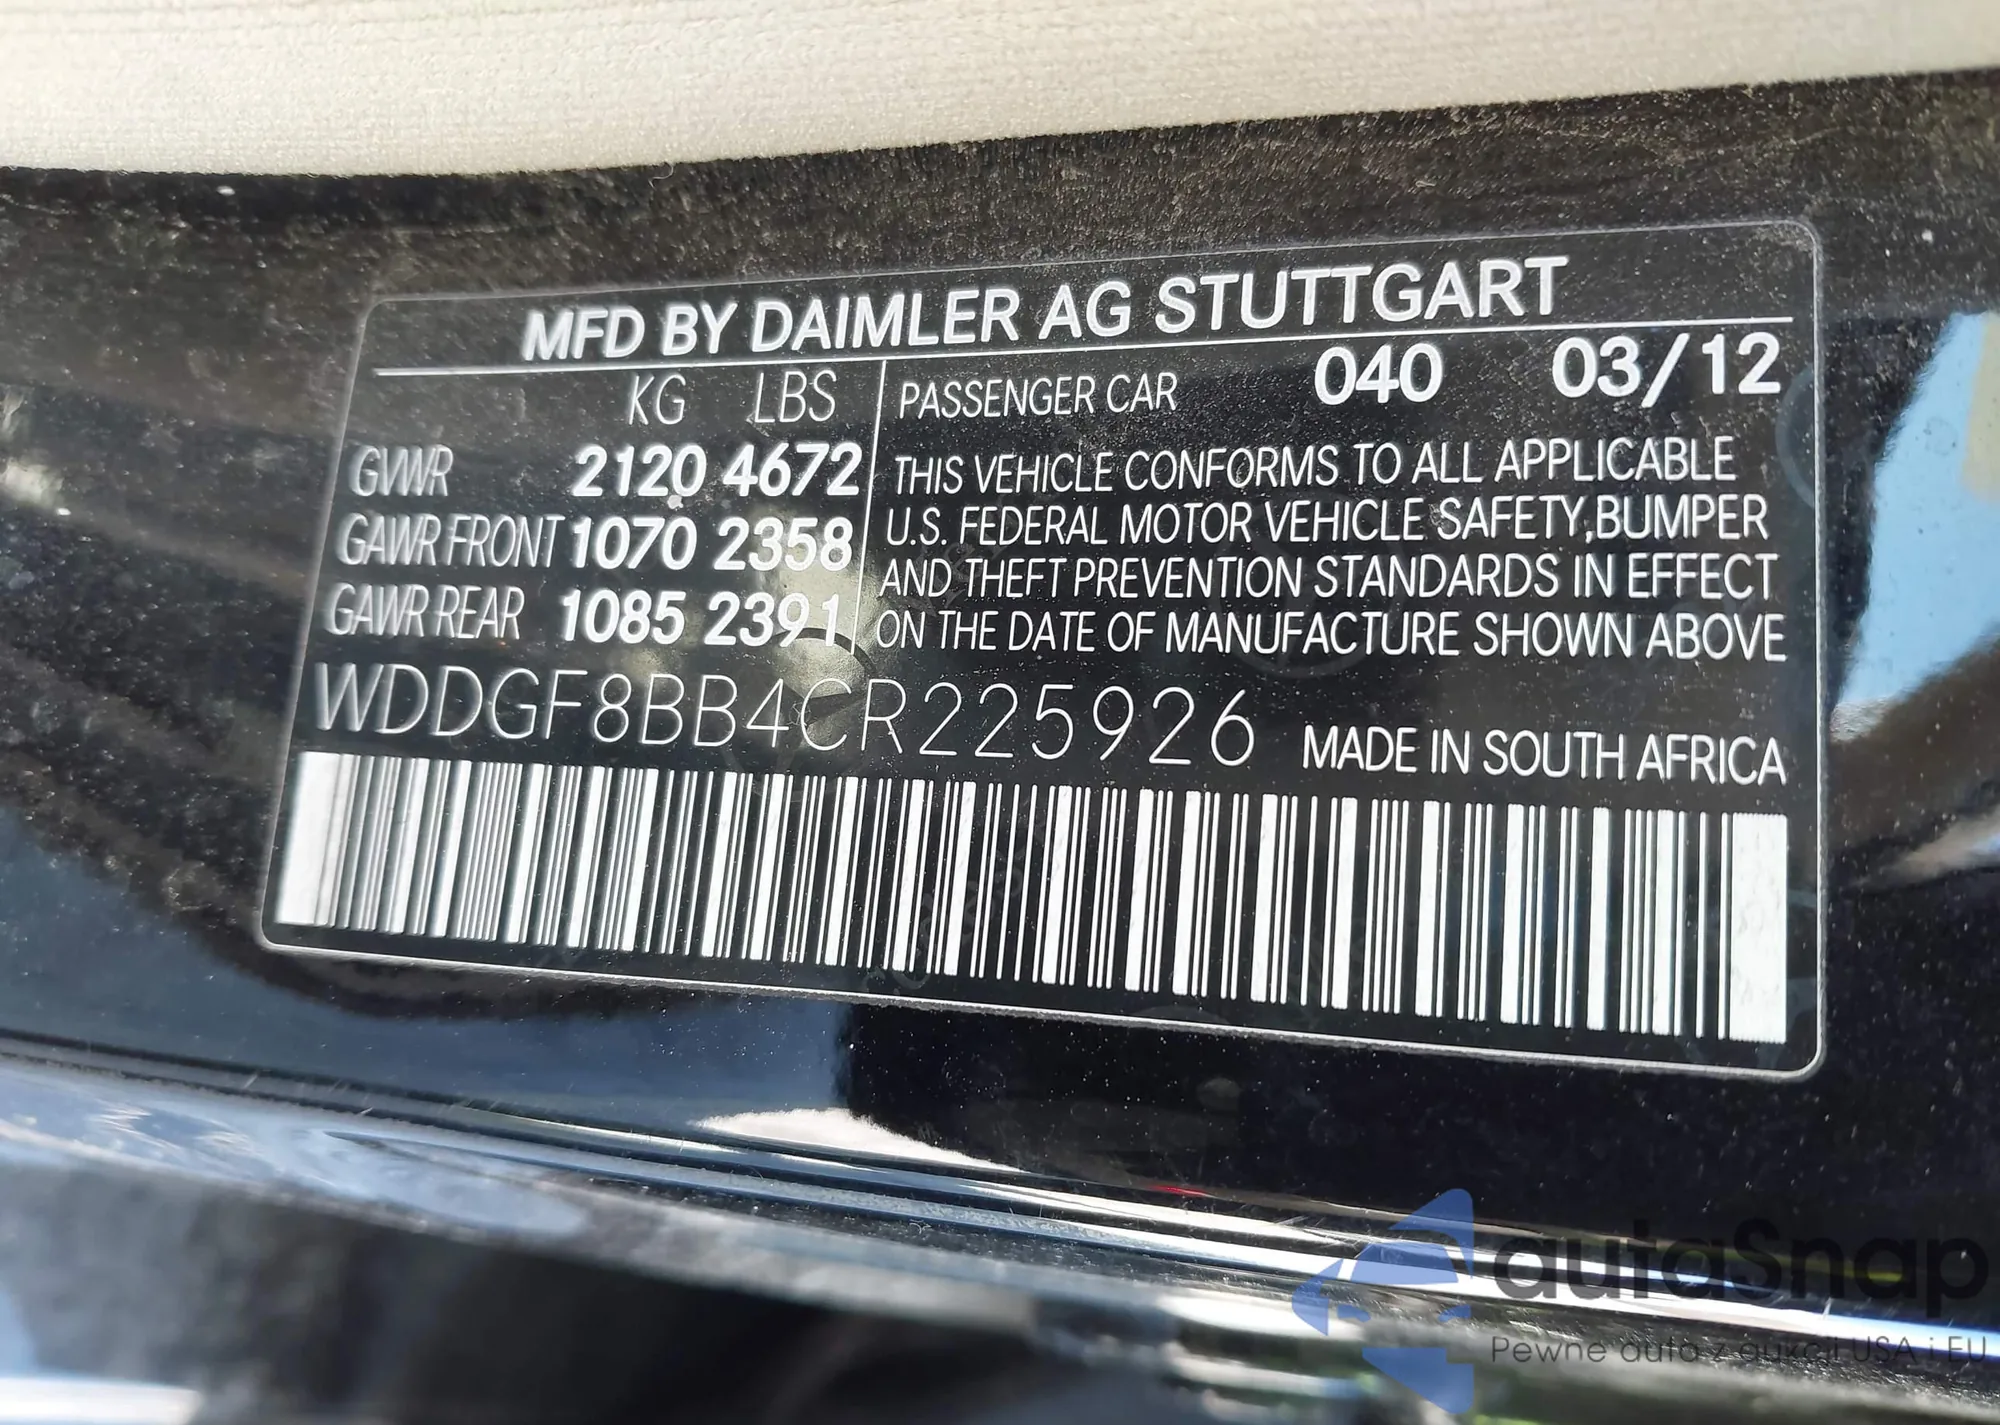 MFD BY DAIMLER AG STUTTGART
KG LBS
GVWR 2120 4672
GAWR FRONT 1070 2358
GAWR REAR 1085 2391
PASSENGER CAR 040 03/12
THIS VEHICLE CONFORMS TO ALL APPLICABLE
U.S. FEDERAL MOTOR VEHICLE SAFETY,BUMPER
AND THEFT PREVENTION STANDARDS IN EFFECT
ON THE DATE OF MANUFACTURE SHOWN ABOVE
WDDGF8BB4CR225926 MADE IN SOUTH AFRICA
autaSnap
Pewne auta z aukcji USA i EU